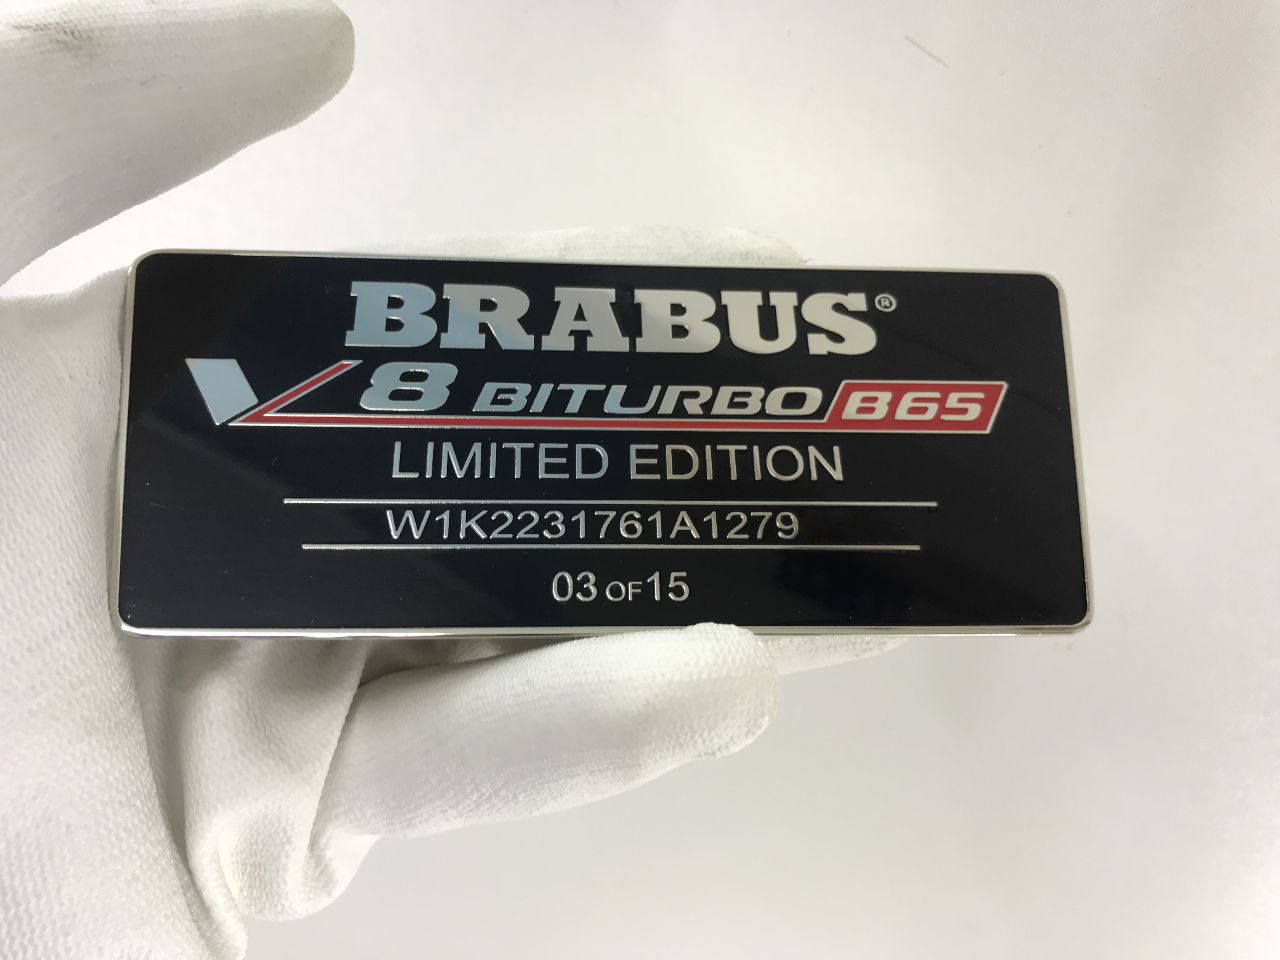 BRABUS®
V8 BITURBO 865
LIMITED EDITION
W1K2231761A1279
03 OF 15